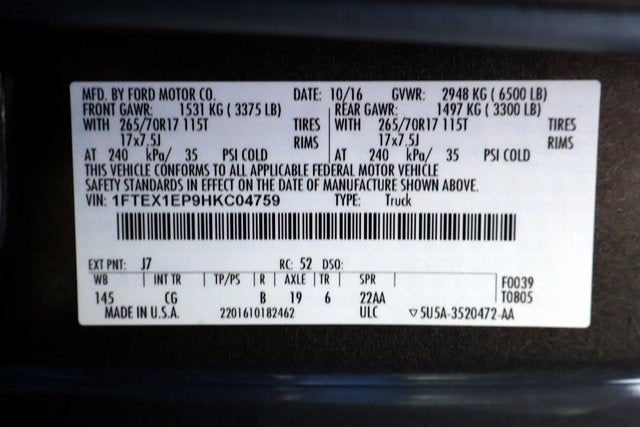 MFD. BY FORD MOTOR CO. DATE: 10/16 GVWR: 2948 KG ( 6500 LB)
FRONT GAWR: 1531 KG ( 3375 LB) REAR GAWR: 1497 KG ( 3300 LB)
WITH 265/70R17 115T TIRES WITH 265/70R17 115T TIRES
17x7.5J RIMS 17x7.5J RIMS
AT 240 kPa/ 35 PSI COLD AT 240 kPa/ 35 PSI COLD
THIS VEHICLE CONFORMS TO ALL APPLICABLE FEDERAL MOTOR VEHICLE
SAFETY STANDARDS IN EFFECT ON THE DATE OF MANUFACTURE SHOWN ABOVE.
VIN: 1FTEX1EP9HKC04759 TYPE: Truck
EXT PNT: J7 RC: 52 DSO:
WB INT TR TP/PS R AXLE TR SPR F0039
145 CG B 19 6 22AA T0805
MADE IN U.S.A. 2201610182462 ULC ▽5U5A-3520472-AA